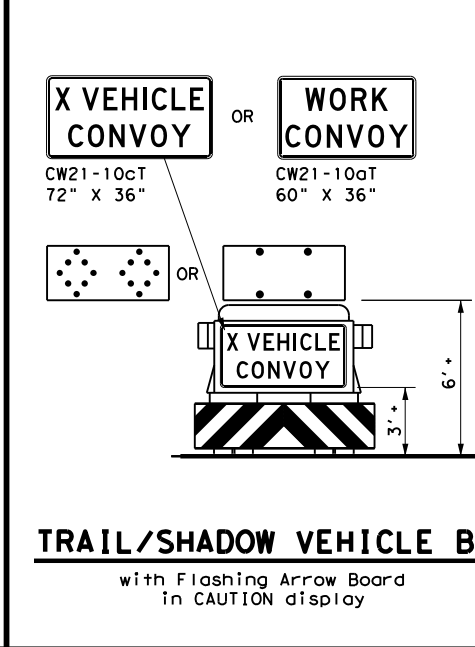 X VEHICLE
CONVOY
OR
WORK
CONVOY
CW21-10cT
72" X 36"
CW21-10aT
60" X 36"
OR
X VEHICLE
CONVOY
3' +
6' +
TRAIL/SHADOW VEHICLE B
with Flashing Arrow Board
in CAUTION display